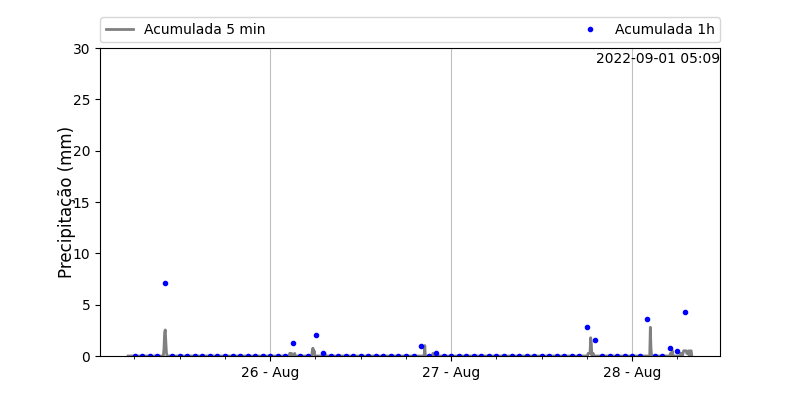 Acumulada 5 min
Acumulada 1h
2022-09-01 05:09
Precipitação (mm)
30
25
20
15
10
5
0
26 - Aug
27 - Aug
28 - Aug